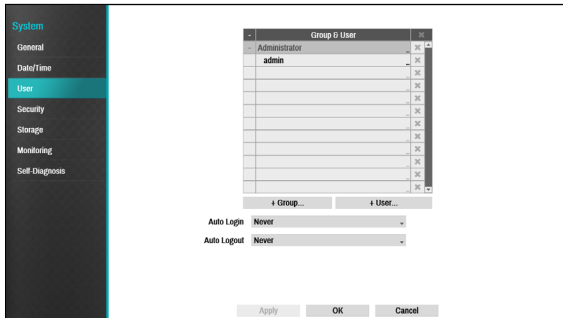 System
General
Date/Time
User
Security
Storage
Monitoring
Self-Diagnosis
- Group & User ×
- Administrator ... ×
admin ... ×
+ Group... + User...
Auto Login Never
Auto Logout Never
Apply OK Cancel